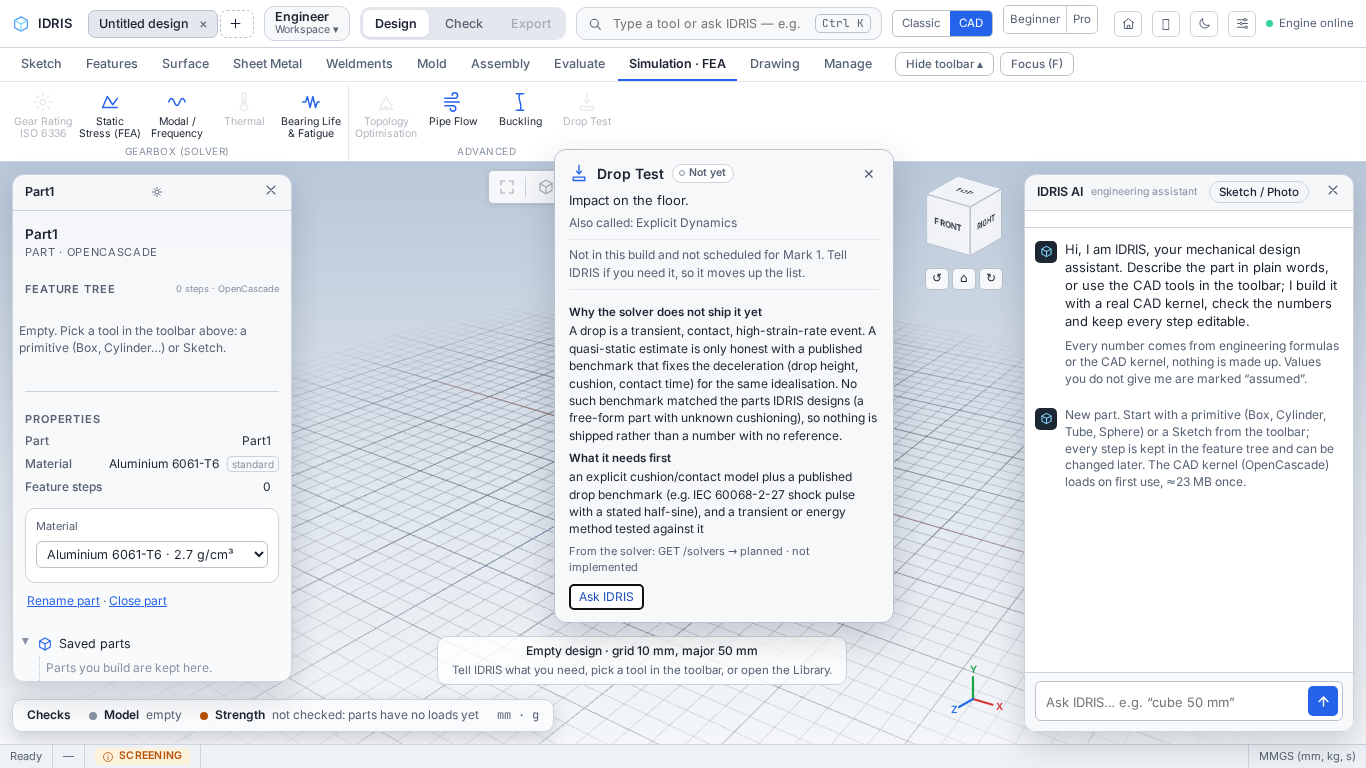 IDRIS
Untitled design ×
+
Engineer
Workspace ▾
Design
Check
Export
Type a tool or ask IDRIS — e.g.
Ctrl K
Classic
CAD
Beginner
Pro
Engine online
Sketch
Features
Surface
Sheet Metal
Weldments
Mold
Assembly
Evaluate
Simulation · FEA
Drawing
Manage
Hide toolbar ▴
Focus (F)
Gear Rating
ISO 6336
Static
Stress (FEA)
Modal /
Frequency
Thermal
Bearing Life
& Fatigue
GEARBOX (SOLVER)
Topology
Optimisation
Pipe Flow
Buckling
Drop Test
ADVANCED
Part1
Part1
PART · OPENCASCADE
FEATURE TREE
0 steps · OpenCascade
Empty. Pick a tool in the toolbar above: a
primitive (Box, Cylinder...) or Sketch.
PROPERTIES
Part
Part1
Material
Aluminium 6061-T6
standard
Feature steps
0
Material
Aluminium 6061-T6 · 2.7 g/cm³
Rename part · Close part
▾
Saved parts
Parts you build are kept here.
Drop Test
Not yet
×
Impact on the floor.
Also called: Explicit Dynamics
Not in this build and not scheduled for Mark 1. Tell
IDRIS if you need it, so it moves up the list.
Why the solver does not ship it yet
A drop is a transient, contact, high-strain-rate event. A
quasi-static estimate is only honest with a published
benchmark that fixes the deceleration (drop height,
cushion, contact time) for the same idealisation. No
such benchmark matched the parts IDRIS designs (a
free-form part with unknown cushioning), so nothing is
shipped rather than a number with no reference.
What it needs first
an explicit cushion/contact model plus a published
drop benchmark (e.g. IEC 60068-2-27 shock pulse
with a stated half-sine), and a transient or energy
method tested against it
From the solver: GET /solvers → planned · not
implemented
Ask IDRIS
TOP
FRONT
RIGHT
↺
⌂
↻
IDRIS AI
engineering assistant
Sketch / Photo
Hi, I am IDRIS, your mechanical design
assistant. Describe the part in plain words,
or use the CAD tools in the toolbar; I build it
with a real CAD kernel, check the numbers
and keep every step editable.
Every number comes from engineering formulas
or the CAD kernel, nothing is made up. Values
you do not give me are marked “assumed”.
New part. Start with a primitive (Box, Cylinder,
Tube, Sphere) or a Sketch from the toolbar;
every step is kept in the feature tree and can be
changed later. The CAD kernel (OpenCascade)
loads on first use, ≈23 MB once.
Ask IDRIS... e.g. “cube 50 mm”
Empty design · grid 10 mm, major 50 mm
Tell IDRIS what you need, pick a tool in the toolbar, or open the Library.
Y
X
Z
Checks
Model empty
Strength not checked: parts have no loads yet
mm · g
Ready
—
SCREENING
MMGS (mm, kg, s)